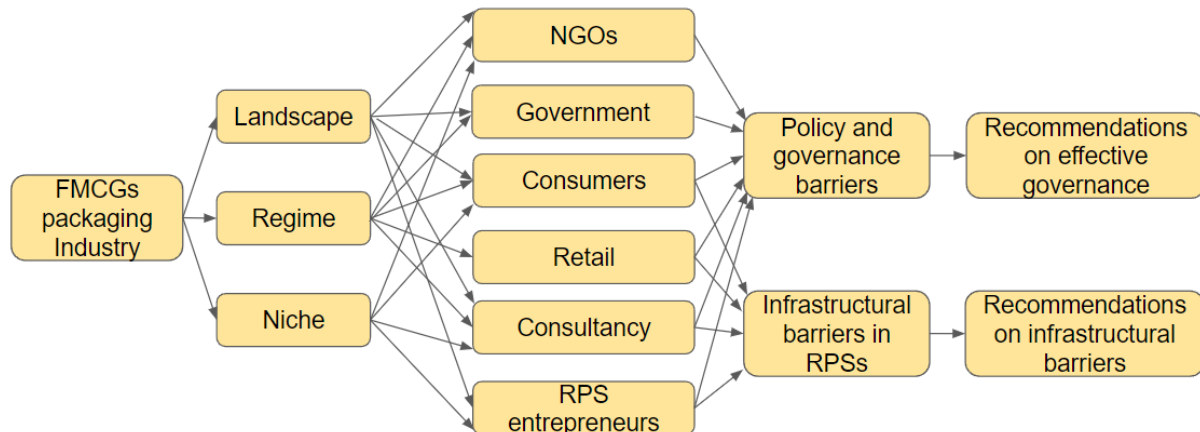 FMCGs
packaging
Industry
Landscape
Regime
Niche
NGOs
Government
Consumers
Retail
Consultancy
RPS
entrepreneurs
Policy and
governance
barriers
Infrastructural
barriers in
RPSs
Recommendations
on effective
governance
Recommendations
on infrastructural
barriers